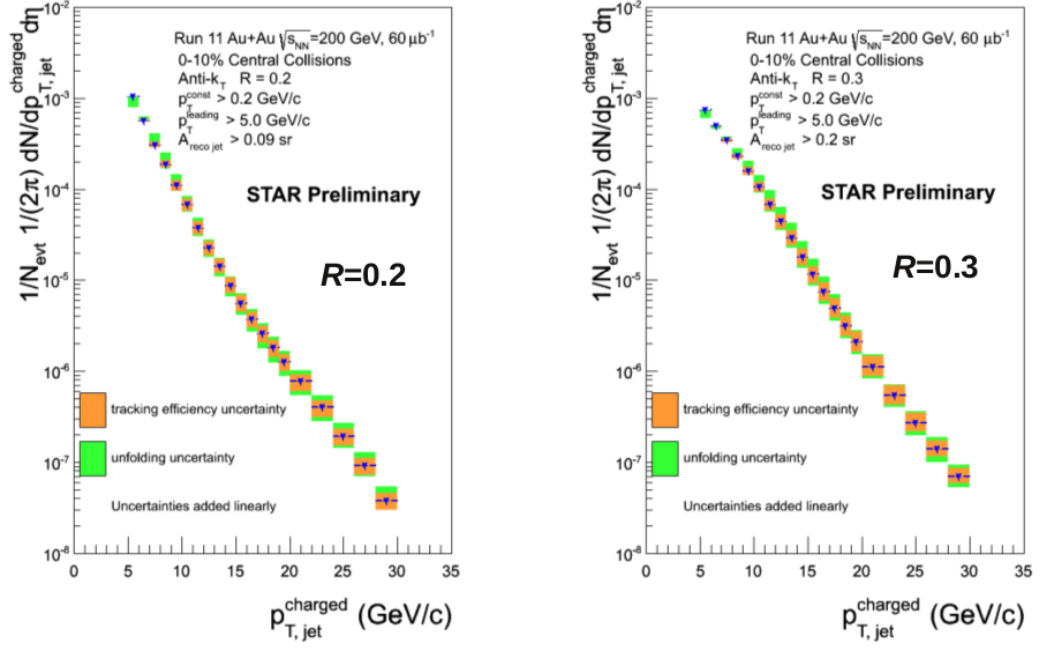 1/N_evt 1/(2π) dN/dp_T, jet^charged dη
10^-2
10^-3
10^-4
10^-5
10^-6
10^-7
10^-8
Run 11 Au+Au √s_NN=200 GeV, 60 μb^-1
0-10% Central Collisions
Anti-k_T R = 0.2
p_T^const > 0.2 GeV/c
p_T^leading > 5.0 GeV/c
A_reco jet > 0.09 sr
STAR Preliminary
R=0.2
tracking efficiency uncertainty
unfolding uncertainty
Uncertainties added linearly
0 5 10 15 20 25 30 35
p_T, jet^charged (GeV/c)
1/N_evt 1/(2π) dN/dp_T, jet^charged dη
10^-2
10^-3
10^-4
10^-5
10^-6
10^-7
10^-8
Run 11 Au+Au √s_NN=200 GeV, 60 μb^-1
0-10% Central Collisions
Anti-k_T R = 0.3
p_T^const > 0.2 GeV/c
p_T^leading > 5.0 GeV/c
A_reco jet > 0.2 sr
STAR Preliminary
R=0.3
tracking efficiency uncertainty
unfolding uncertainty
Uncertainties added linearly
0 5 10 15 20 25 30 35
p_T, jet^charged (GeV/c)